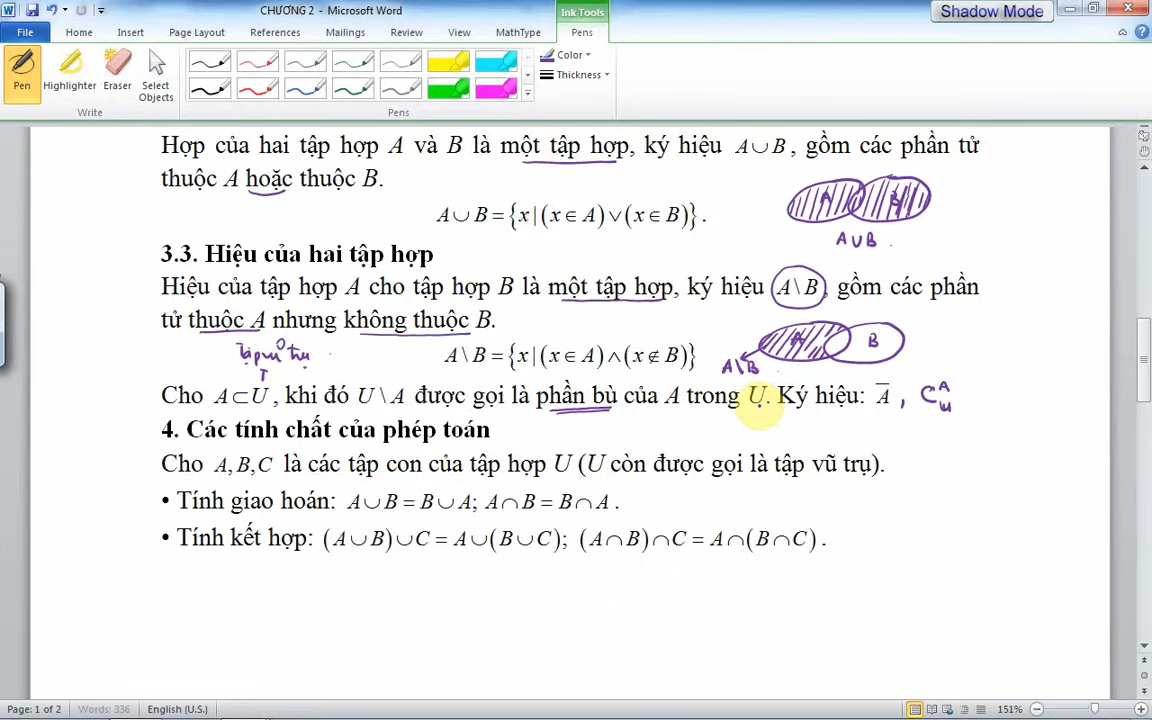 CHƯƠNG 2 - Microsoft Word
Ink Tools
Shadow Mode
File Home Insert Page Layout References Mailings Review View MathType Pens
Pen Highlighter Eraser Select Objects
Color
Thickness
Write Pens
Hợp của hai tập hợp A và B là một tập hợp, ký hiệu A∪B, gồm các phần tử
thuộc A hoặc thuộc B.
A B
A∪B={x|(x∈A)∨(x∈B)}.
A∪B
3.3. Hiệu của hai tập hợp
Hiệu của tập hợp A cho tập hợp B là một tập hợp, ký hiệu A\B, gồm các phần
tử thuộc A nhưng không thuộc B.
A B
Tập vũ trụ
A\B={x|(x∈A)∧(x∉B)}
A\B
Cho A⊂U, khi đó U\A được gọi là phần bù của A trong U. Ký hiệu: A̅, C_U^A
4. Các tính chất của phép toán
Cho A,B,C là các tập con của tập hợp U (U còn được gọi là tập vũ trụ).
• Tính giao hoán: A∪B=B∪A; A∩B=B∩A.
• Tính kết hợp: (A∪B)∪C=A∪(B∪C); (A∩B)∩C=A∩(B∩C).
Page: 1 of 2 Words: 336 English (U.S.) 151%